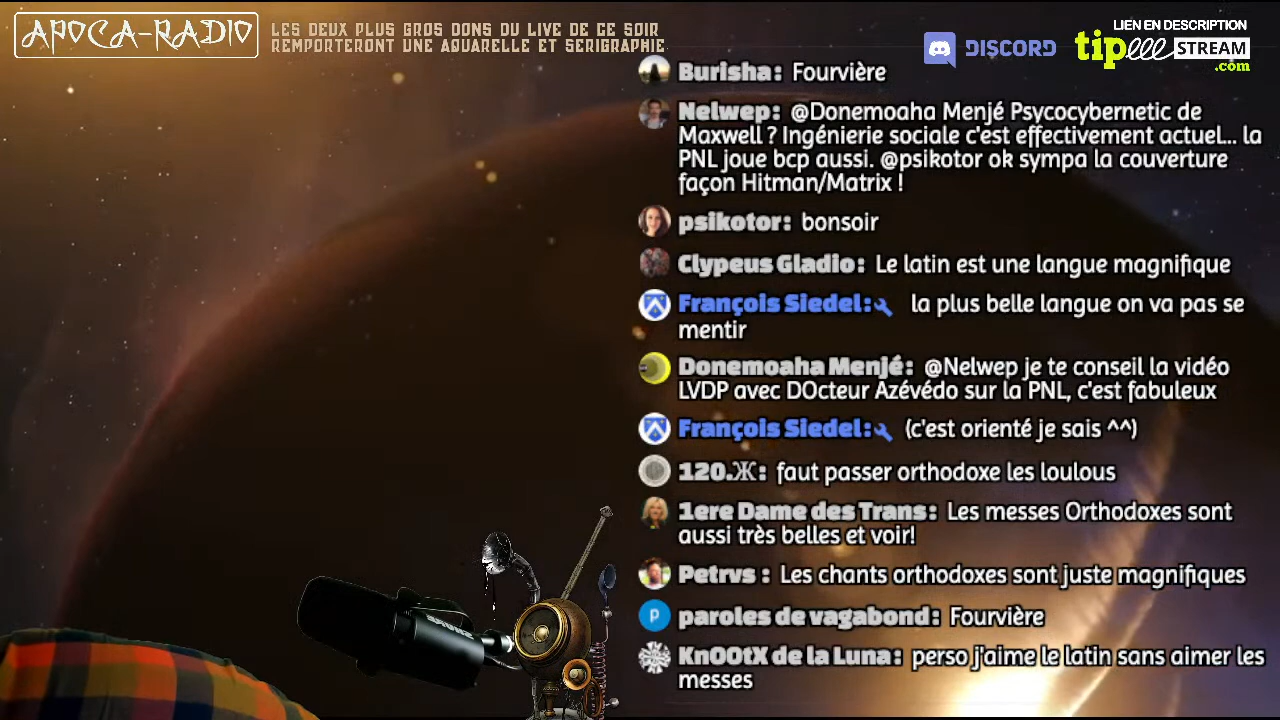 APOCA-RADIO
LES DEUX PLUS GROS DONS DU LIVE DE CE SOIR
REMPORTERONT UNE AQUARELLE ET SERIGRAPHIE
DISCORD
LIEN EN DESCRIPTION
tipeee STREAM
.com
Burisha: Fourvière
Nelwep: @Donemoaha Menjé Psycocybernetic de
Maxwell ? Ingénierie sociale c'est effectivement actuel... la
PNL joue bcp aussi. @psikotor ok sympa la couverture
façon Hitman/Matrix !
psikotor: bonsoir
Clypeus Gladio: Le latin est une langue magnifique
François Siedel: la plus belle langue on va pas se
mentir
Donemoaha Menjé: @Nelwep je te conseil la vidéo
LVDP avec DOcteur Azévédo sur la PNL, c'est fabuleux
François Siedel: (c'est orienté je sais ^^)
120.Ж: faut passer orthodoxe les loulous
1ere Dame des Trans: Les messes Orthodoxes sont
aussi très belles et voir!
Petrvs : Les chants orthodoxes sont juste magnifiques
p
paroles de vagabond: Fourvière
KnOOtX de la Luna: perso j'aime le latin sans aimer les
messes
SHURE